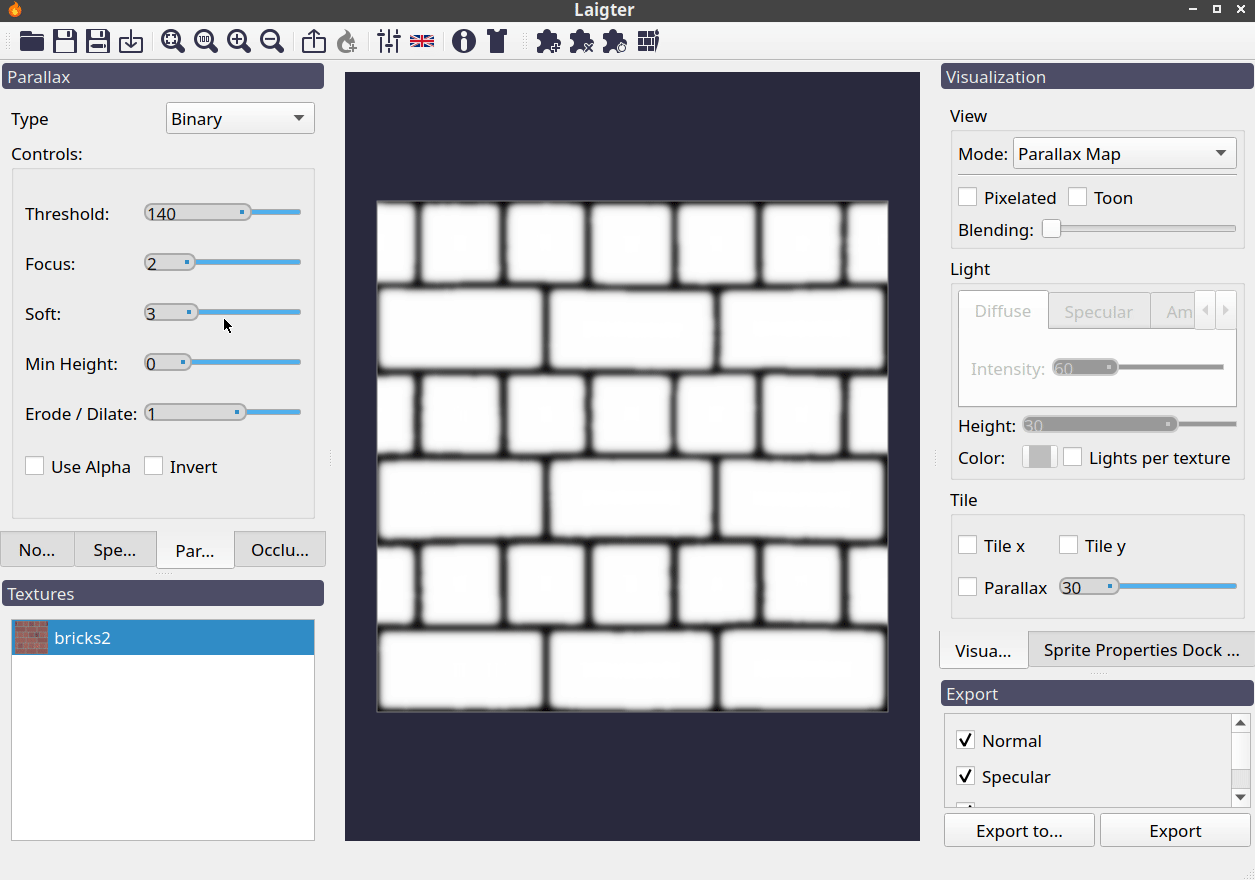 Laigter
100
Parallax
Type
Binary
Controls:
Threshold:
140
Focus:
2
Soft:
3
Min Height:
0
Erode / Dilate:
1
Use Alpha
Invert
No...
Spe...
Par...
Occlu...
Textures
bricks2
Visualization
View
Mode:
Parallax Map
Pixelated
Toon
Blending:
Light
Diffuse
Specular
Am
Intensity:
60
Height:
30
Color:
Lights per texture
Tile
Tile x
Tile y
Parallax
30
Visua...
Sprite Properties Dock ...
Export
Normal
Specular
Export to...
Export